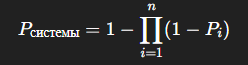 P_системы = 1 − ∏_{i=1}^{n} (1 − P_i)